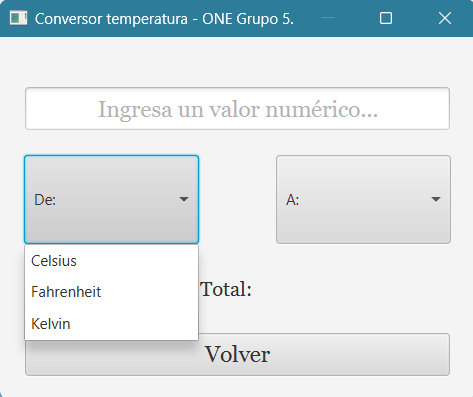 Conversor temperatura - ONE Grupo 5.
Ingresa un valor numérico...
De:
A:
Celsius
Fahrenheit
Kelvin
Total:
Volver